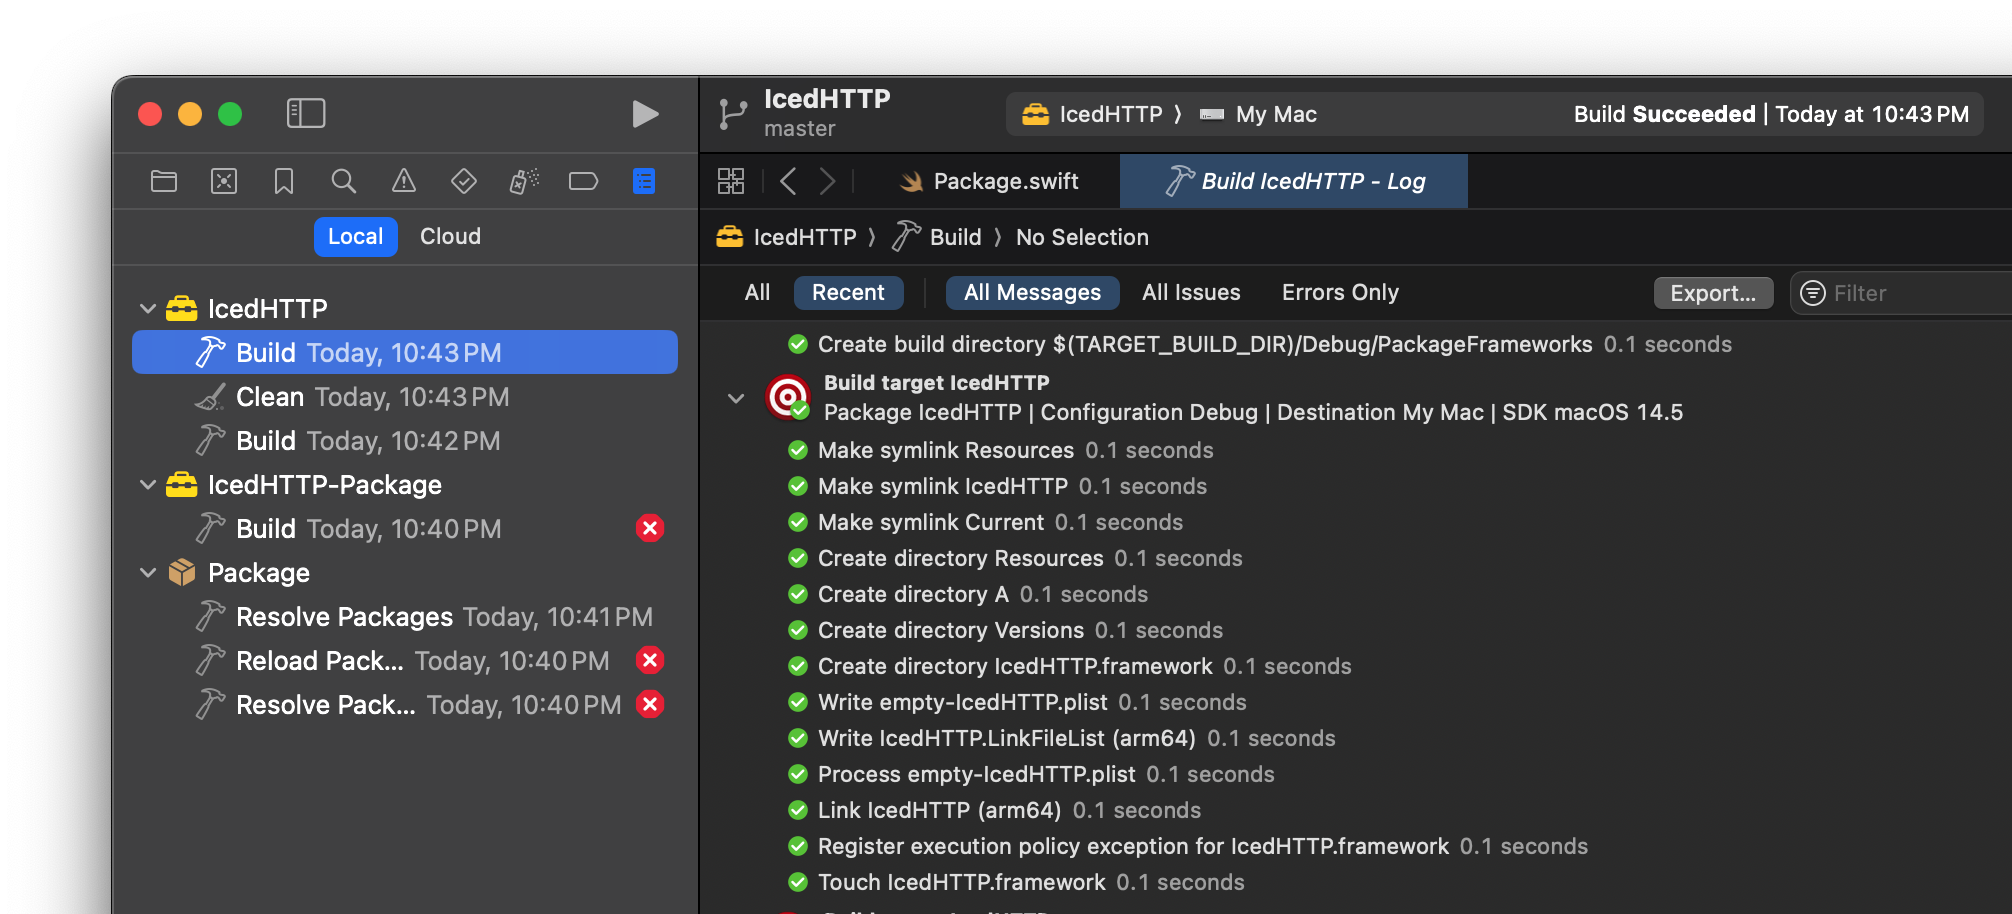 IcedHTTP
master
IcedHTTP 〉 My Mac
Build Succeeded | Today at 10:43 PM
Package.swift
Build IcedHTTP - Log
Local
Cloud
IcedHTTP 〉 Build 〉 No Selection
All
Recent
All Messages
All Issues
Errors Only
Export...
Filter
IcedHTTP
Build Today, 10:43 PM
Clean Today, 10:43 PM
Build Today, 10:42 PM
IcedHTTP-Package
Build Today, 10:40 PM
Package
Resolve Packages Today, 10:41 PM
Reload Pack... Today, 10:40 PM
Resolve Pack... Today, 10:40 PM
Create build directory $(TARGET_BUILD_DIR)/Debug/PackageFrameworks 0.1 seconds
Build target IcedHTTP
Package IcedHTTP | Configuration Debug | Destination My Mac | SDK macOS 14.5
Make symlink Resources 0.1 seconds
Make symlink IcedHTTP 0.1 seconds
Make symlink Current 0.1 seconds
Create directory Resources 0.1 seconds
Create directory A 0.1 seconds
Create directory Versions 0.1 seconds
Create directory IcedHTTP.framework 0.1 seconds
Write empty-IcedHTTP.plist 0.1 seconds
Write IcedHTTP.LinkFileList (arm64) 0.1 seconds
Process empty-IcedHTTP.plist 0.1 seconds
Link IcedHTTP (arm64) 0.1 seconds
Register execution policy exception for IcedHTTP.framework 0.1 seconds
Touch IcedHTTP.framework 0.1 seconds